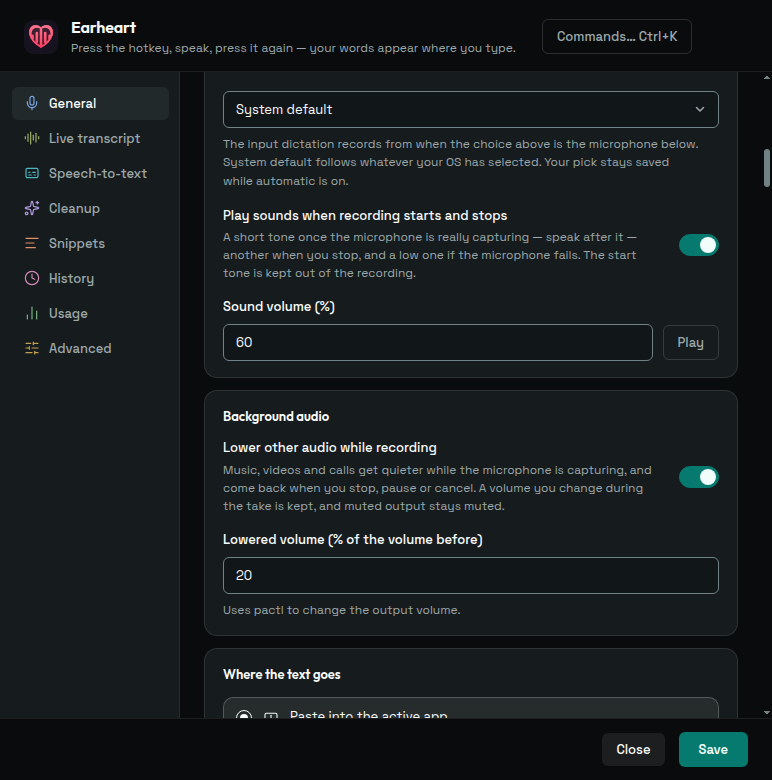 Earheart
Press the hotkey, speak, press it again — your words appear where you type.
Commands... Ctrl+K
General
Live transcript
Speech-to-text
Cleanup
Snippets
History
Usage
Advanced
System default
The input dictation records from when the choice above is the microphone below.
System default follows whatever your OS has selected. Your pick stays saved
while automatic is on.
Play sounds when recording starts and stops
A short tone once the microphone is really capturing — speak after it —
another when you stop, and a low one if the microphone fails. The start
tone is kept out of the recording.
Sound volume (%)
60
Play
Background audio
Lower other audio while recording
Music, videos and calls get quieter while the microphone is capturing, and
come back when you stop, pause or cancel. A volume you change during
the take is kept, and muted output stays muted.
Lowered volume (% of the volume before)
20
Uses pactl to change the output volume.
Where the text goes
Paste into the active app
Close
Save